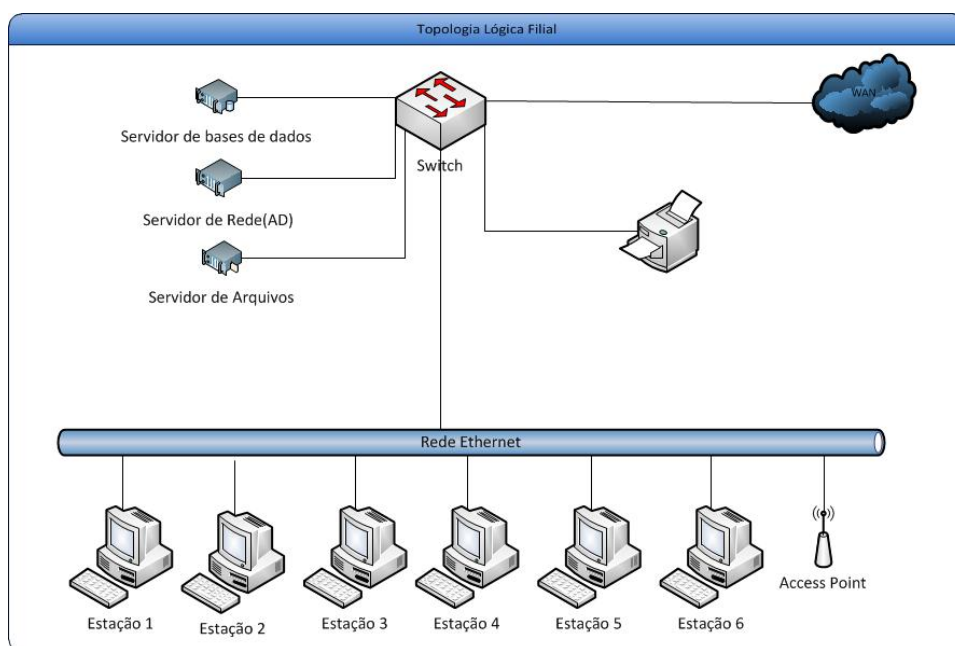 Topologia Lógica Filial
Servidor de bases de dados
Switch
WAN
Servidor de Rede(AD)
Servidor de Arquivos
Rede Ethernet
Estação 1
Estação 2
Estação 3
Estação 4
Estação 5
Estação 6
Access Point